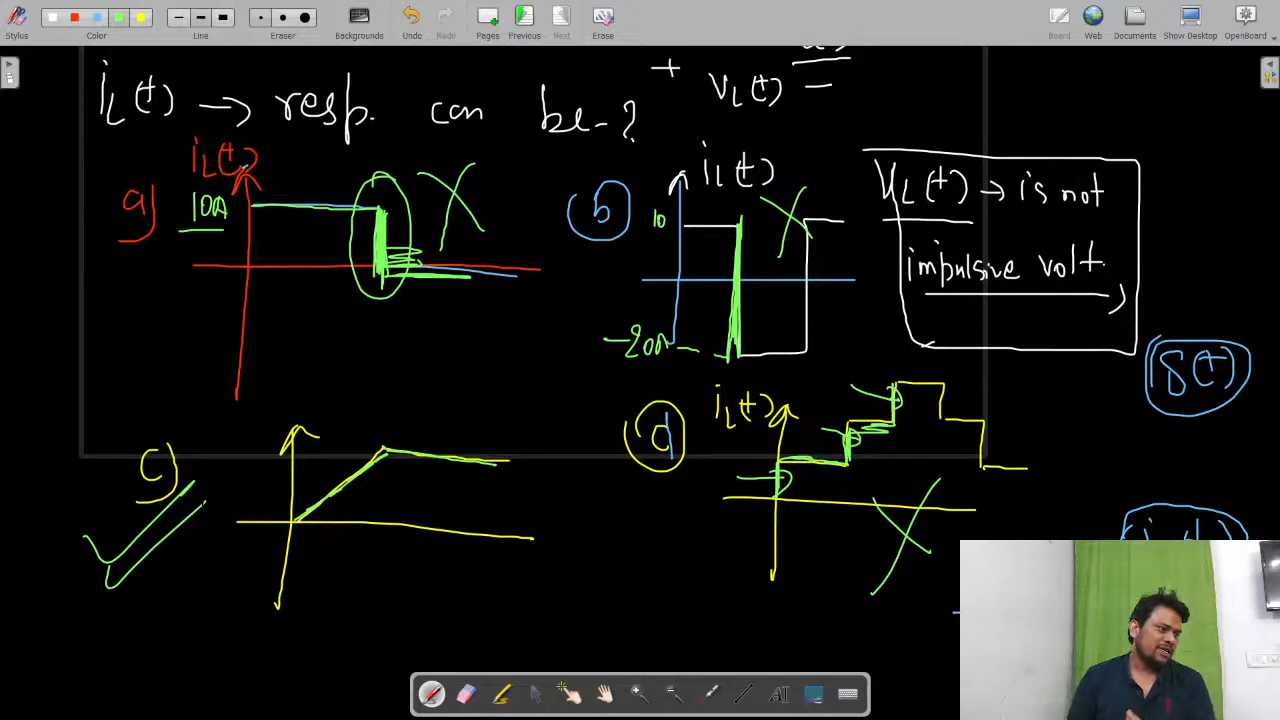 Stylus
Color
Line
Eraser
Backgrounds
Undo
Redo
Pages
Previous
Next
Erase
Board
Web
Documents
Show Desktop
OpenBoard
iL(t) → resp. can be-?
+ VL(t) =
a)
iL(t)
10A
b
iL(t)
10
-20A
VL(t) → is not
impulsive volt.
δ(t)
c)
d
iL(t)